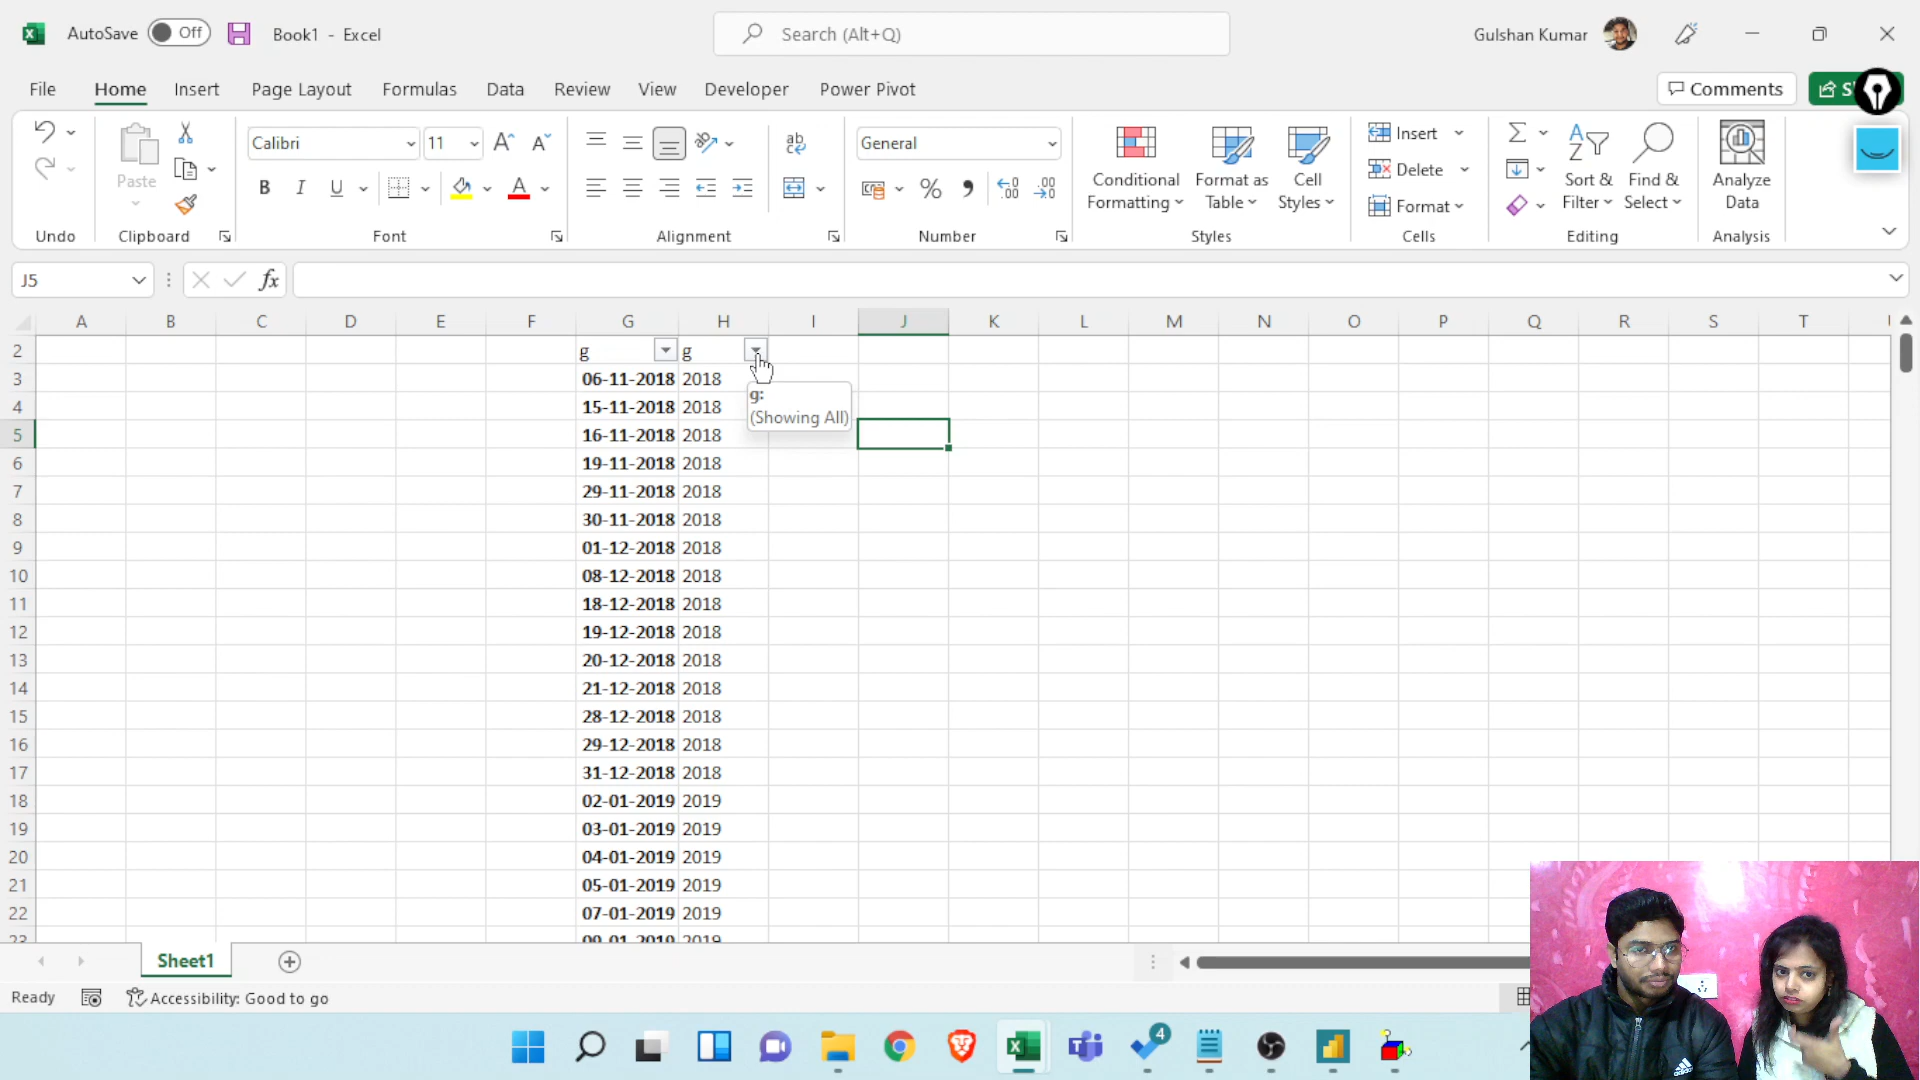 AutoSave Off Book1 - Excel Search (Alt+Q) Gulshan Kumar
File Home Insert Page Layout Formulas Data Review View Developer Power Pivot Comments
Paste Calibri 11 General
B I U A ab % Conditional Formatting Format as Table Cell Styles Insert Delete Format Sort & Filter Find & Select Analyze Data
Undo Clipboard Font Alignment Number Styles Cells Editing Analysis
J5 fx
A B C D E F G H I J K L M N O P Q R S T
2 g g
3 06-11-2018 2018
g:
4 15-11-2018 2018 (Showing All)
5 16-11-2018 2018
6 19-11-2018 2018
7 29-11-2018 2018
8 30-11-2018 2018
9 01-12-2018 2018
10 08-12-2018 2018
11 18-12-2018 2018
12 19-12-2018 2018
13 20-12-2018 2018
14 21-12-2018 2018
15 28-12-2018 2018
16 29-12-2018 2018
17 31-12-2018 2018
18 02-01-2019 2019
19 03-01-2019 2019
20 04-01-2019 2019
21 05-01-2019 2019
22 07-01-2019 2019
23 09-01-2019 2019
Sheet1
Ready Accessibility: Good to go
4